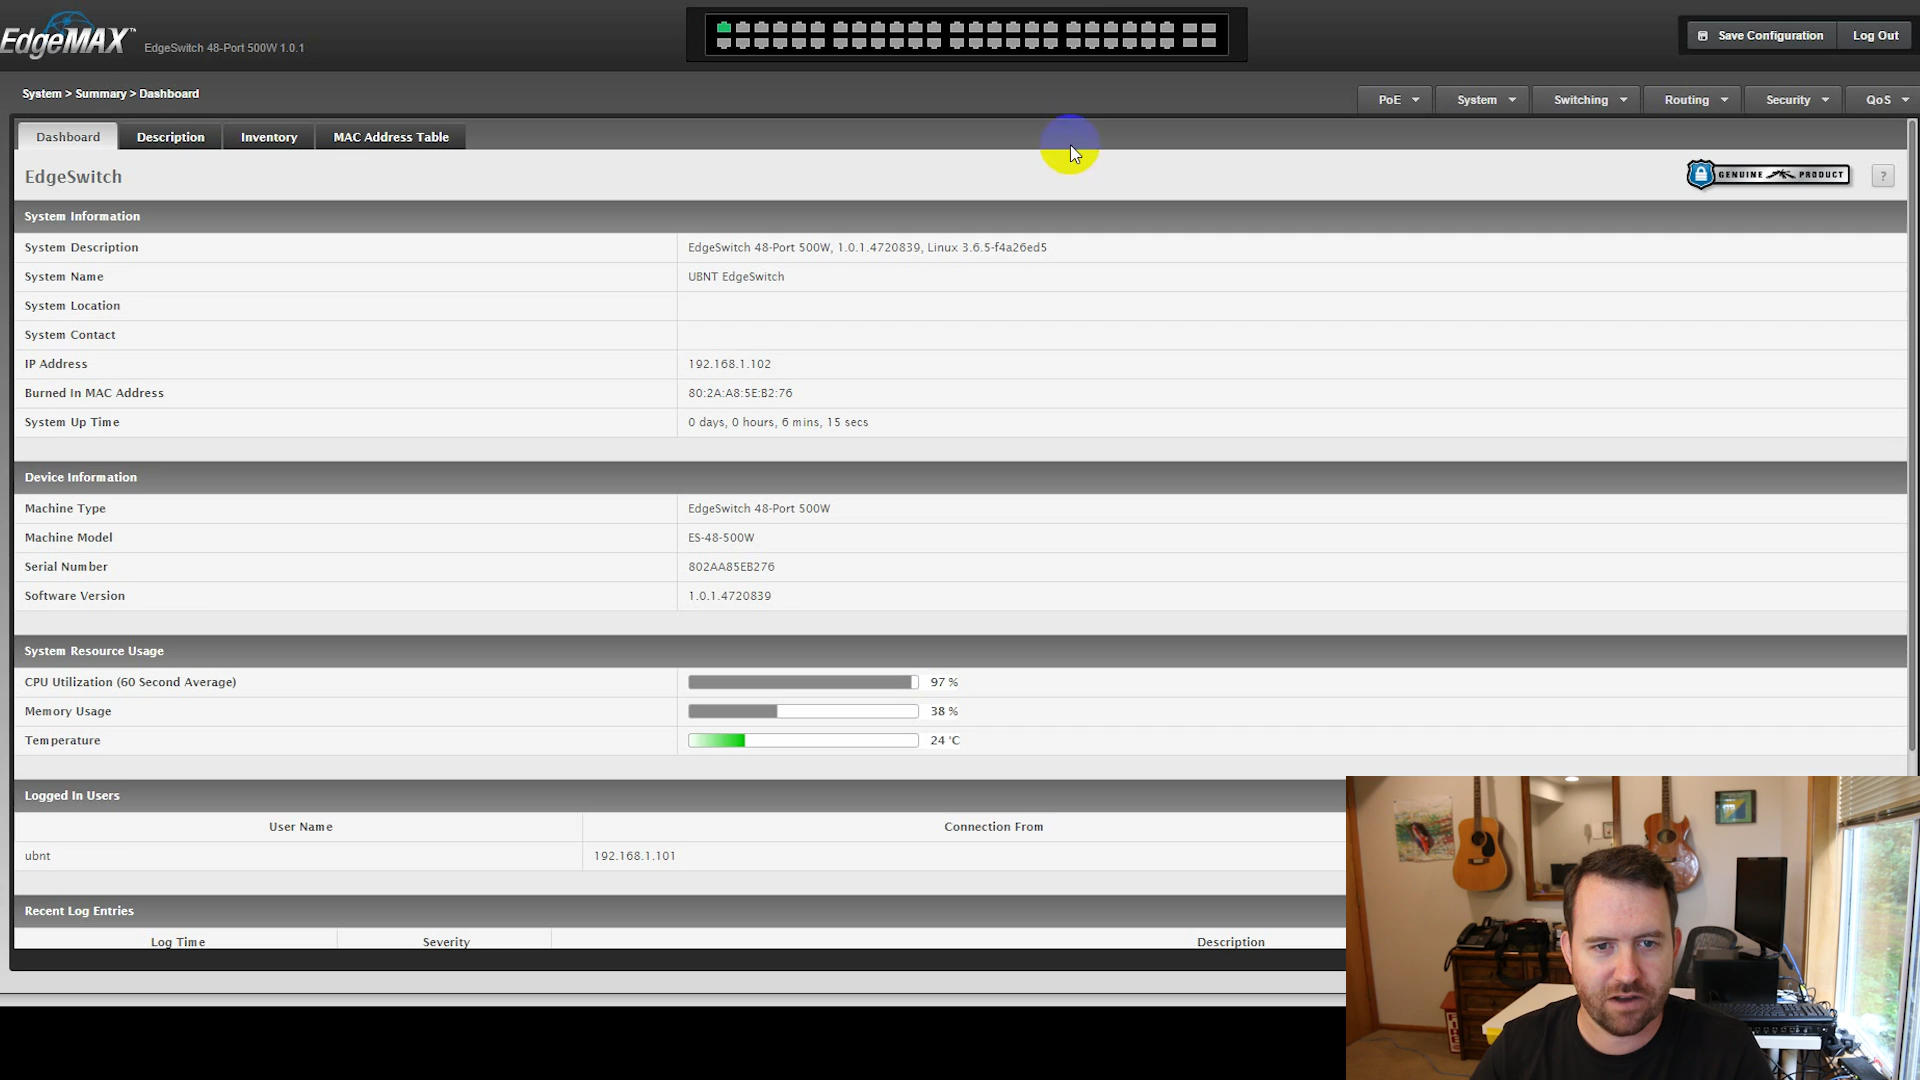 EdgeMAX™ EdgeSwitch 48-Port 500W 1.0.1
Save Configuration Log Out
System > Summary > Dashboard
PoE System Switching Routing Security QoS
Dashboard Description Inventory MAC Address Table
EdgeSwitch
GENUINE PRODUCT ?
System Information
System Description EdgeSwitch 48-Port 500W, 1.0.1.4720839, Linux 3.6.5-f4a26ed5
System Name UBNT EdgeSwitch
System Location
System Contact
IP Address 192.168.1.102
Burned In MAC Address 80:2A:A8:5E:B2:76
System Up Time 0 days, 0 hours, 6 mins, 15 secs
Device Information
Machine Type EdgeSwitch 48-Port 500W
Machine Model ES-48-500W
Serial Number 802AA85EB276
Software Version 1.0.1.4720839
System Resource Usage
CPU Utilization (60 Second Average) 97 %
Memory Usage 38 %
Temperature 24 °C
Logged In Users
User Name Connection From
ubnt 192.168.1.101
Recent Log Entries
Log Time Severity Description